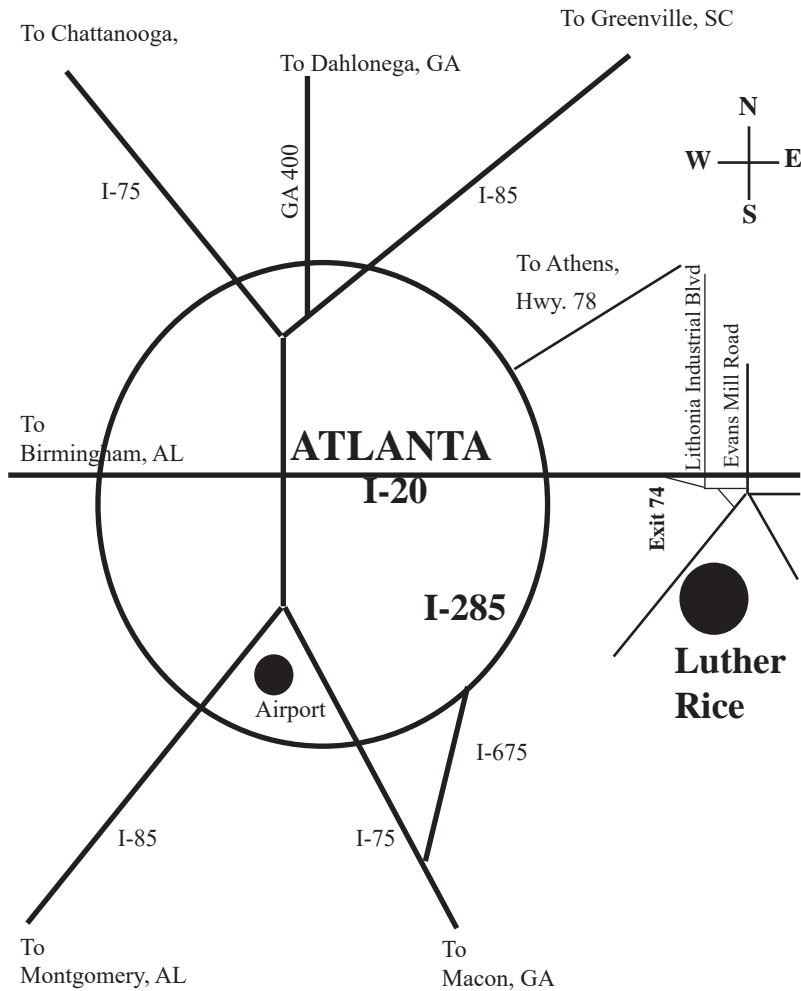 To Chattanooga,
To Dahlonega, GA
To Greenville, SC
N
W
E
S
I-75
GA 400
I-85
To Athens,
Hwy. 78
Lithonia Industrial Blvd
Evans Mill Road
To
Birmingham, AL
ATLANTA
I-20
Exit 74
I-285
Luther
Rice
Airport
I-675
I-85
I-75
To
Montgomery, AL
To
Macon, GA